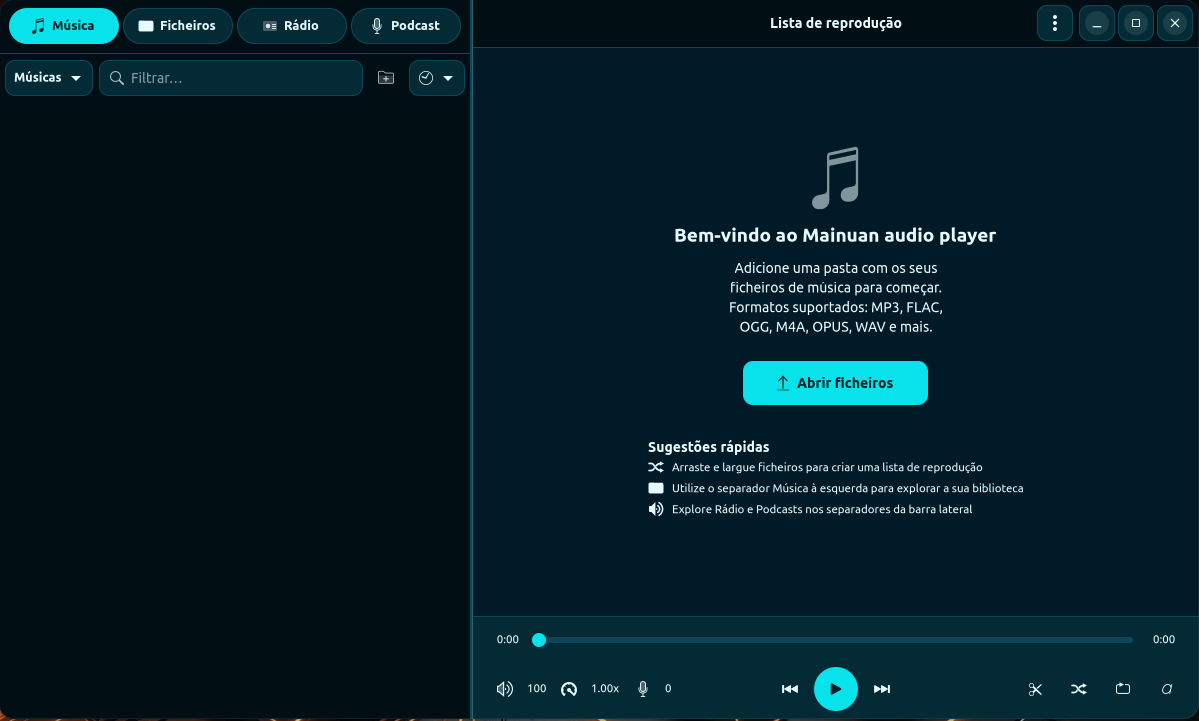 Música
Ficheiros
Rádio
Podcast
Lista de reprodução
Músicas
Filtrar...
Bem-vindo ao Mainuan audio player
Adicione uma pasta com os seus
ficheiros de música para começar.
Formatos suportados: MP3, FLAC,
OGG, M4A, OPUS, WAV e mais.
Abrir ficheiros
Sugestões rápidas
Arraste e largue ficheiros para criar uma lista de reprodução
Utilize o separador Música à esquerda para explorar a sua biblioteca
Explore Rádio e Podcasts nos separadores da barra lateral
0:00
0:00
100
1.00x
0